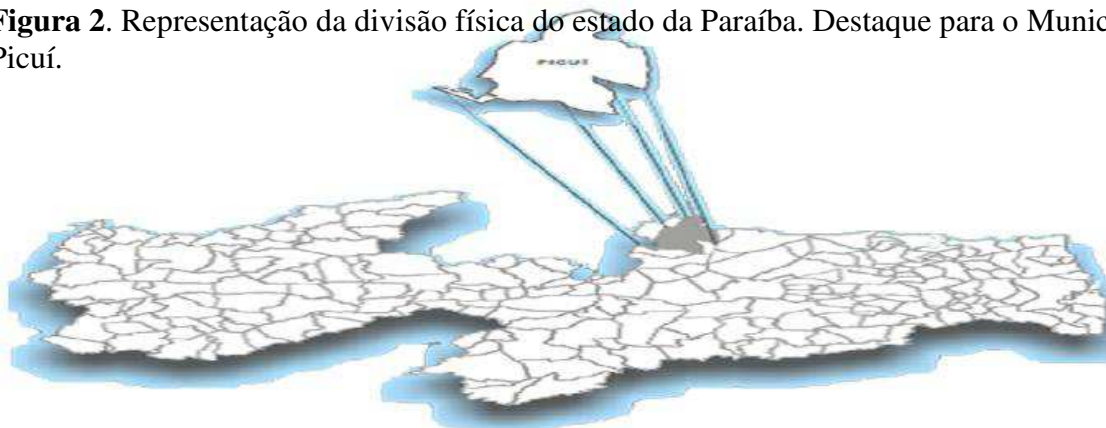 Figura 2. Representação da divisão física do estado da Paraíba. Destaque para o Munic
Picuí.
PICUÍ